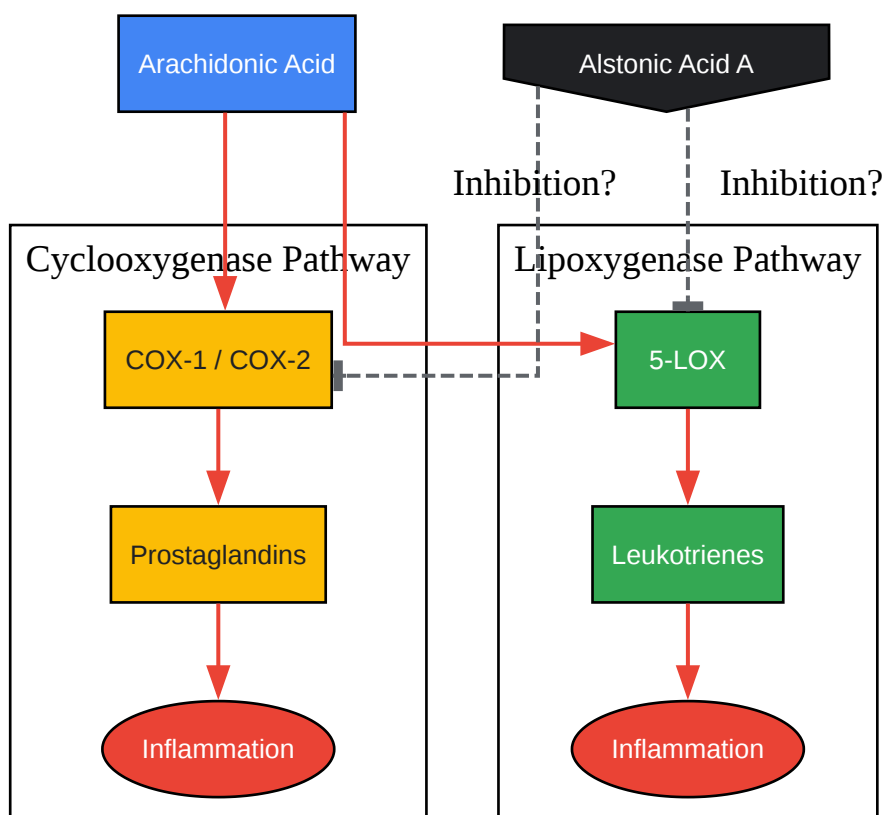 Arachidonic Acid
Alstonic Acid A
Inhibition?
Inhibition?
Cyclooxygenase Pathway
Lipoxygenase Pathway
COX-1 / COX-2
5-LOX
Prostaglandins
Leukotrienes
Inflammation
Inflammation